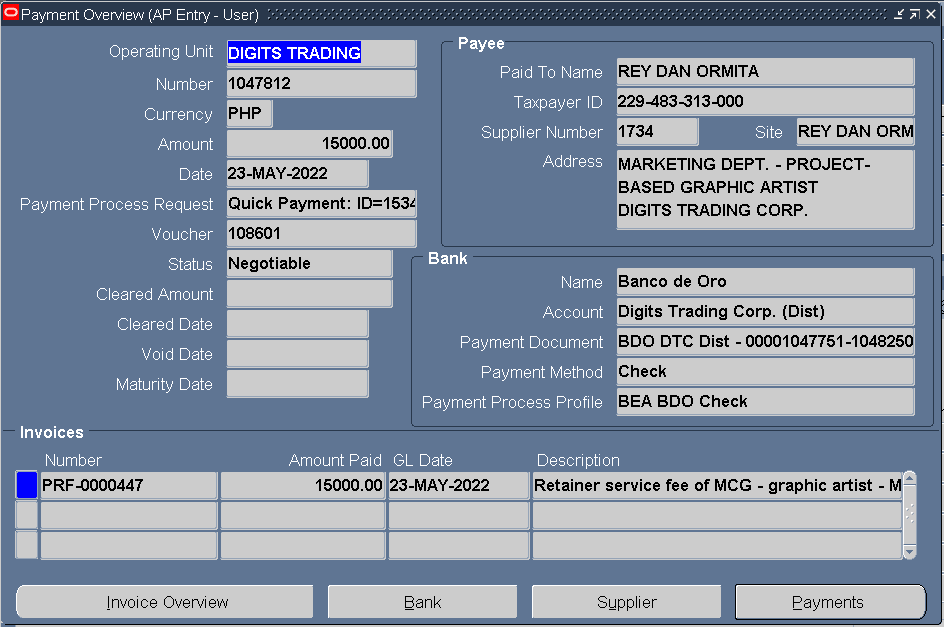 Payment Overview (AP Entry - User)
Operating Unit DIGITS TRADING
Number 1047812
Currency PHP
Amount 15000.00
Date 23-MAY-2022
Payment Process Request Quick Payment: ID=1534
Voucher 108601
Status Negotiable
Cleared Amount
Cleared Date
Void Date
Maturity Date
Payee
Paid To Name REY DAN ORMITA
Taxpayer ID 229-483-313-000
Supplier Number 1734 Site REY DAN ORM
Address MARKETING DEPT. - PROJECT-
BASED GRAPHIC ARTIST
DIGITS TRADING CORP.
Bank
Name Banco de Oro
Account Digits Trading Corp. (Dist)
Payment Document BDO DTC Dist - 00001047751-1048250
Payment Method Check
Payment Process Profile BEA BDO Check
Invoices
Number Amount Paid GL Date Description
PRF-0000447 15000.00 23-MAY-2022 Retainer service fee of MCG - graphic artist - M
Invoice Overview Bank Supplier Payments